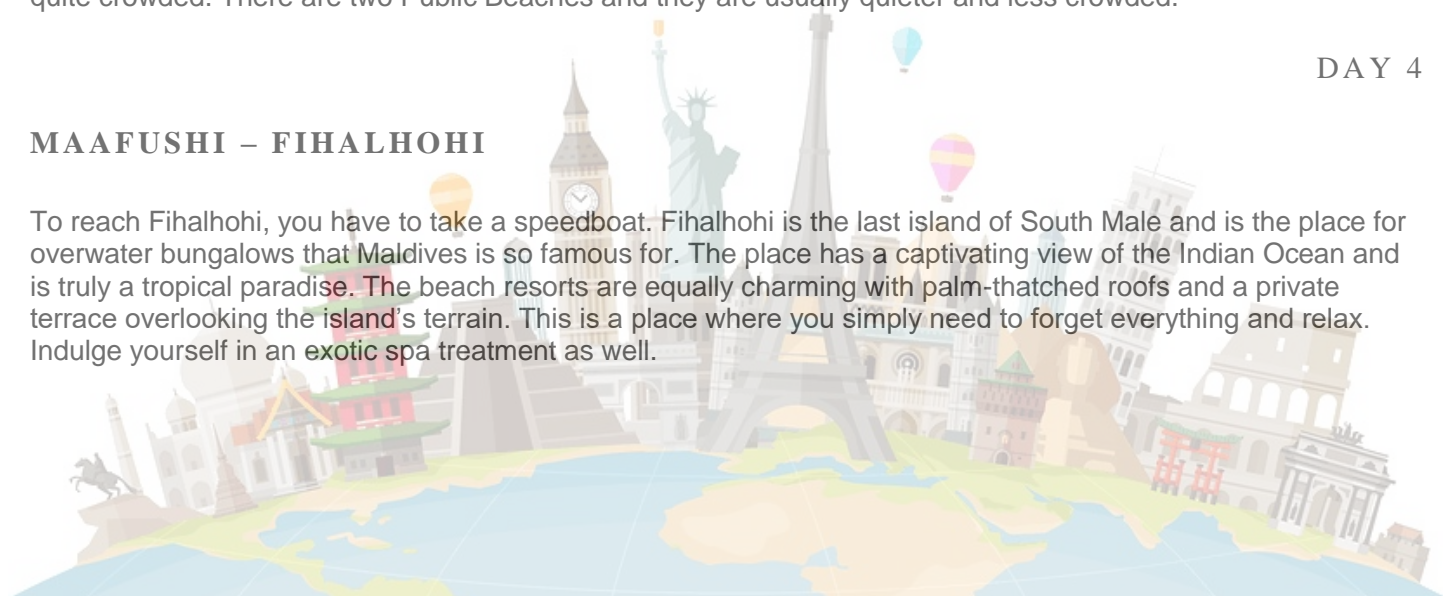 quite crowded. There are two Public Beaches and they are usually quieter and less crowded.
DAY 4
MAAFUSHI – FIHALHOHI
To reach Fihalhohi, you have to take a speedboat. Fihalhohi is the last island of South Male and is the place for
overwater bungalows that Maldives is so famous for. The place has a captivating view of the Indian Ocean and
is truly a tropical paradise. The beach resorts are equally charming with palm-thatched roofs and a private
terrace overlooking the island’s terrain. This is a place where you simply need to forget everything and relax.
Indulge yourself in an exotic spa treatment as well.